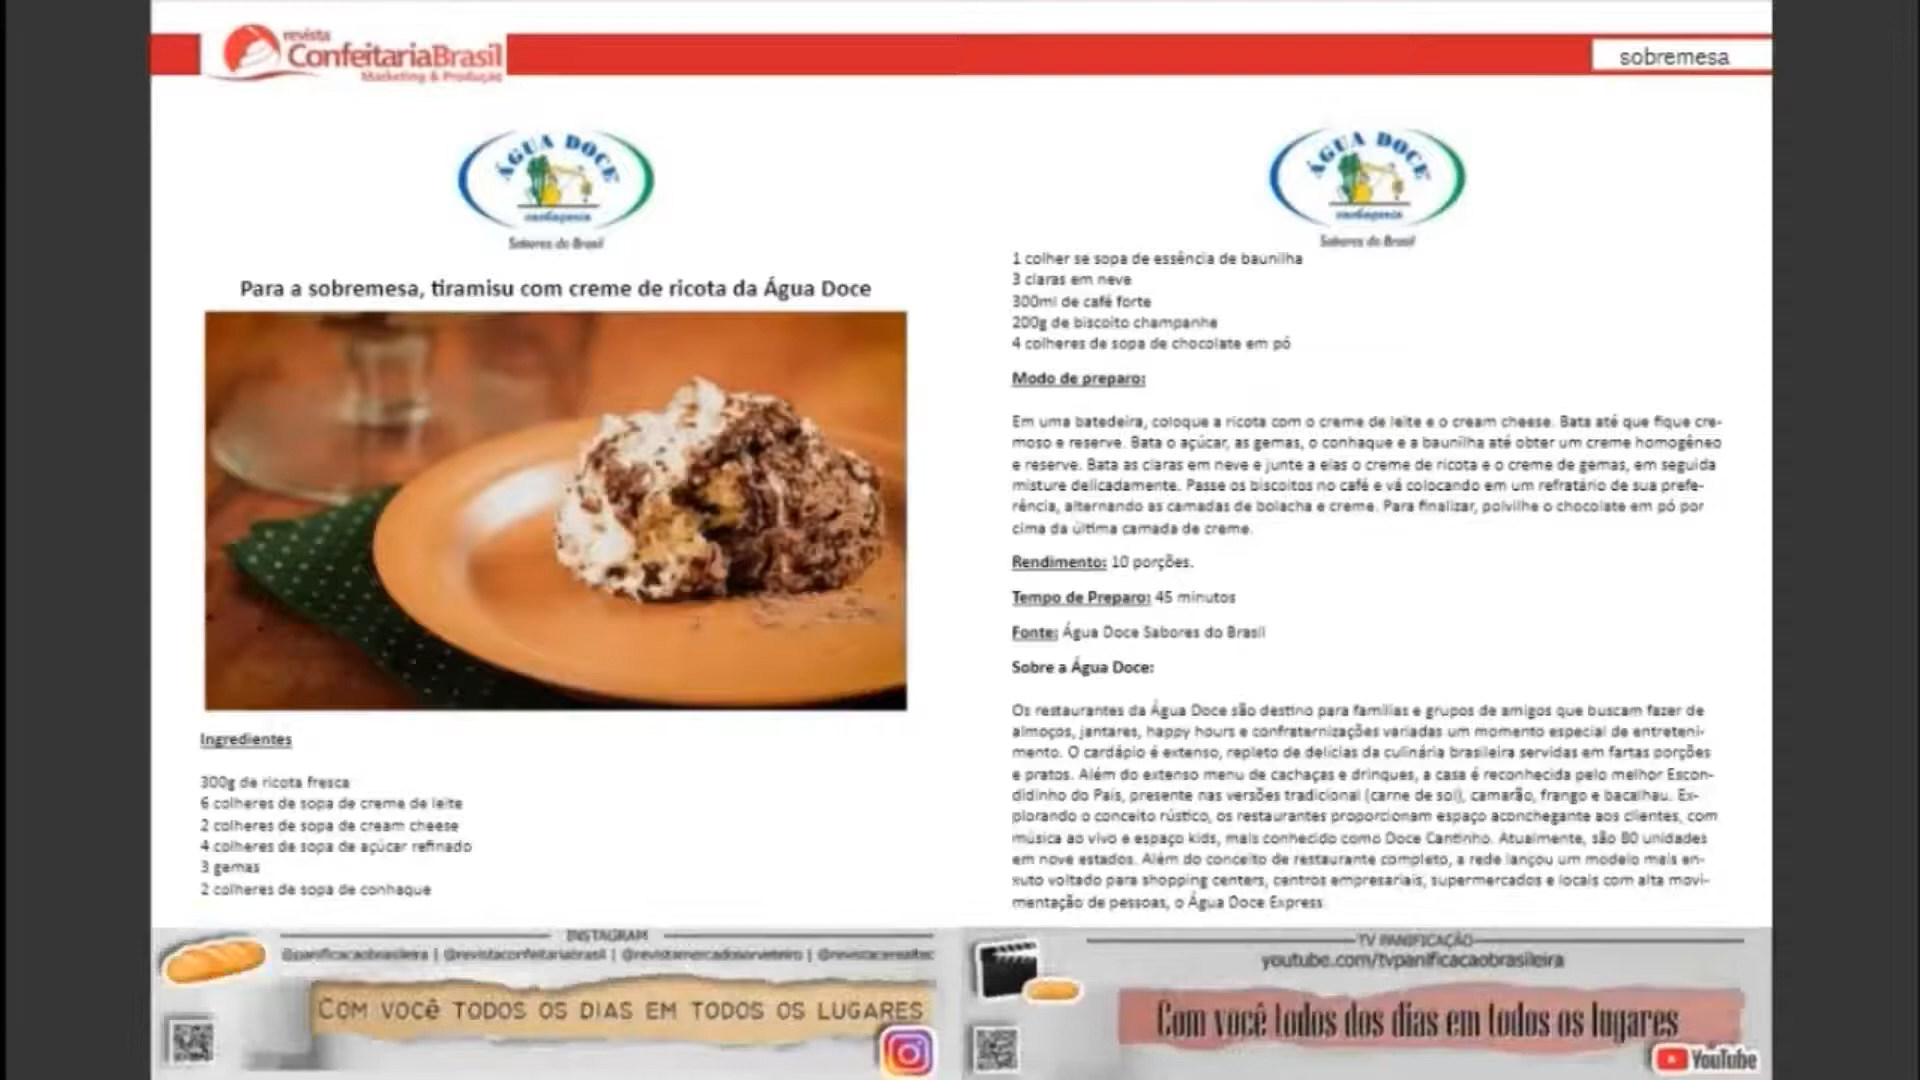 revista
ConfeitariaBrasil
Marketing & Produção
sobremesa
ÁGUA DOCE
cachaçaria
Sabores do Brasil
Para a sobremesa, tiramisu com creme de ricota da Água Doce
Ingredientes
300g de ricota fresca
6 colheres de sopa de creme de leite
2 colheres de sopa de cream cheese
4 colheres de sopa de açúcar refinado
3 gemas
2 colheres de sopa de conhaque
INSTAGRAM
@panificacaobrasileira | @revistaconfeitariabrasil | @revistamercadosorveteiro |
COM VOCÊ TODOS OS DIAS EM TODOS OS LUGARES
ÁGUA DOCE
cachaçaria
Sabores do Brasil
1 colher se sopa de essência de baunilha
3 claras em neve
300ml de café forte
200g de biscoito champanhe
4 colheres de sopa de chocolate em pó
Modo de preparo:
Em uma batedeira, coloque a ricota com o creme de leite e o cream cheese. Bata até que fique cre-
moso e reserve. Bata o açúcar, as gemas, o conhaque e a baunilha até obter um creme homogêneo
e reserve. Bata as claras em neve e junte a elas o creme de ricota e o creme de gemas, em seguida
misture delicadamente. Passe os biscoitos no café e vá colocando em um refratário de sua prefe-
rência, alternando as camadas de bolacha e creme. Para finalizar, polvilhe o chocolate em pó por
cima da última camada de creme.
Rendimento: 10 porções.
Tempo de Preparo: 45 minutos
Fonte: Água Doce Sabores do Brasil
Sobre a Água Doce:
Os restaurantes da Água Doce são destino para famílias e grupos de amigos que buscam fazer de
almoços, jantares, happy hours e confraternizações variadas um momento especial de entreteni-
mento. O cardápio é extenso, repleto de delícias da culinária brasileira servidas em fartas porções
e pratos. Além do extenso menu de cachaças e drinques, a casa é reconhecida pelo melhor Escon-
didinho do País, presente nas versões tradicional (carne de sol), camarão, frango e bacalhau. Ex-
plorando o conceito rústico, os restaurantes proporcionam espaço aconchegante aos clientes, com
música ao vivo e espaço kids, mais conhecido como Doce Cantinho. Atualmente, são 80 unidades
em nove estados. Além do conceito de restaurante completo, a rede lançou um modelo mais en-
xuto voltado para shopping centers, centros empresariais, supermercados e locais com alta movi-
mentação de pessoas, o Água Doce Express
TV PANIFICAÇÃO
youtube.com/tvpanificacaobrasileira
Com você todos dos dias em todos os lugares
YouTube